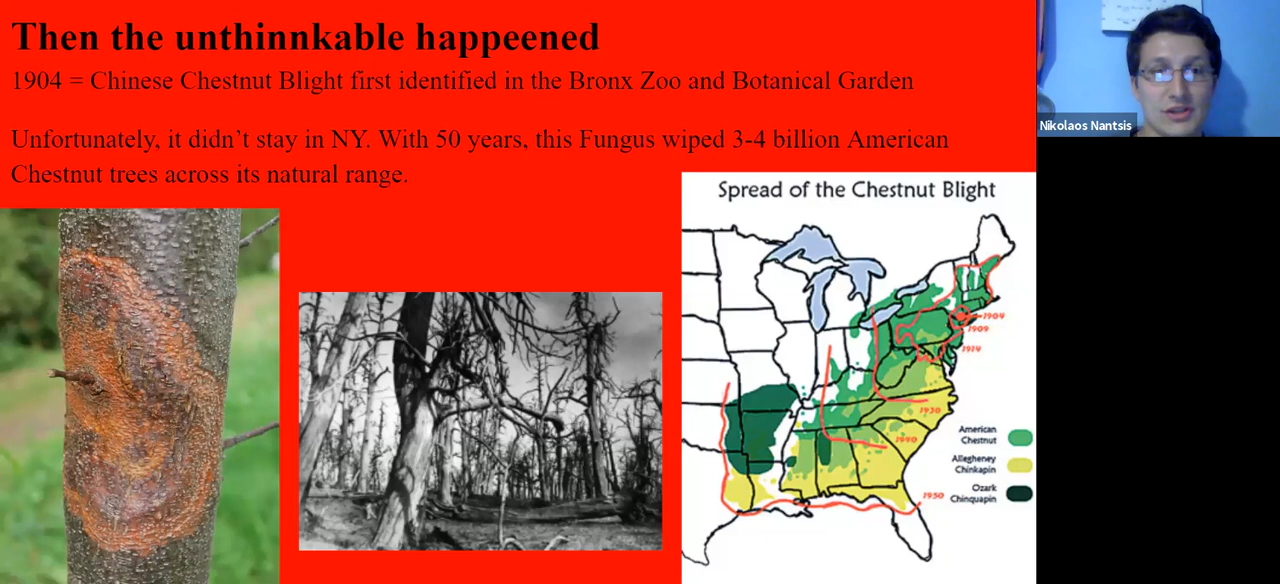 Then the unthinnkable happeened
1904 = Chinese Chestnut Blight first identified in the Bronx Zoo and Botanical Garden
Unfortunately, it didn’t stay in NY. With 50 years, this Fungus wiped 3-4 billion American
Chestnut trees across its natural range.
Nikolaos Nantsis
Spread of the Chestnut Blight
1904
1909
1914
1930
1940
1950
American
Chestnut
Allegheney
Chinkapin
Ozark
Chinquapin